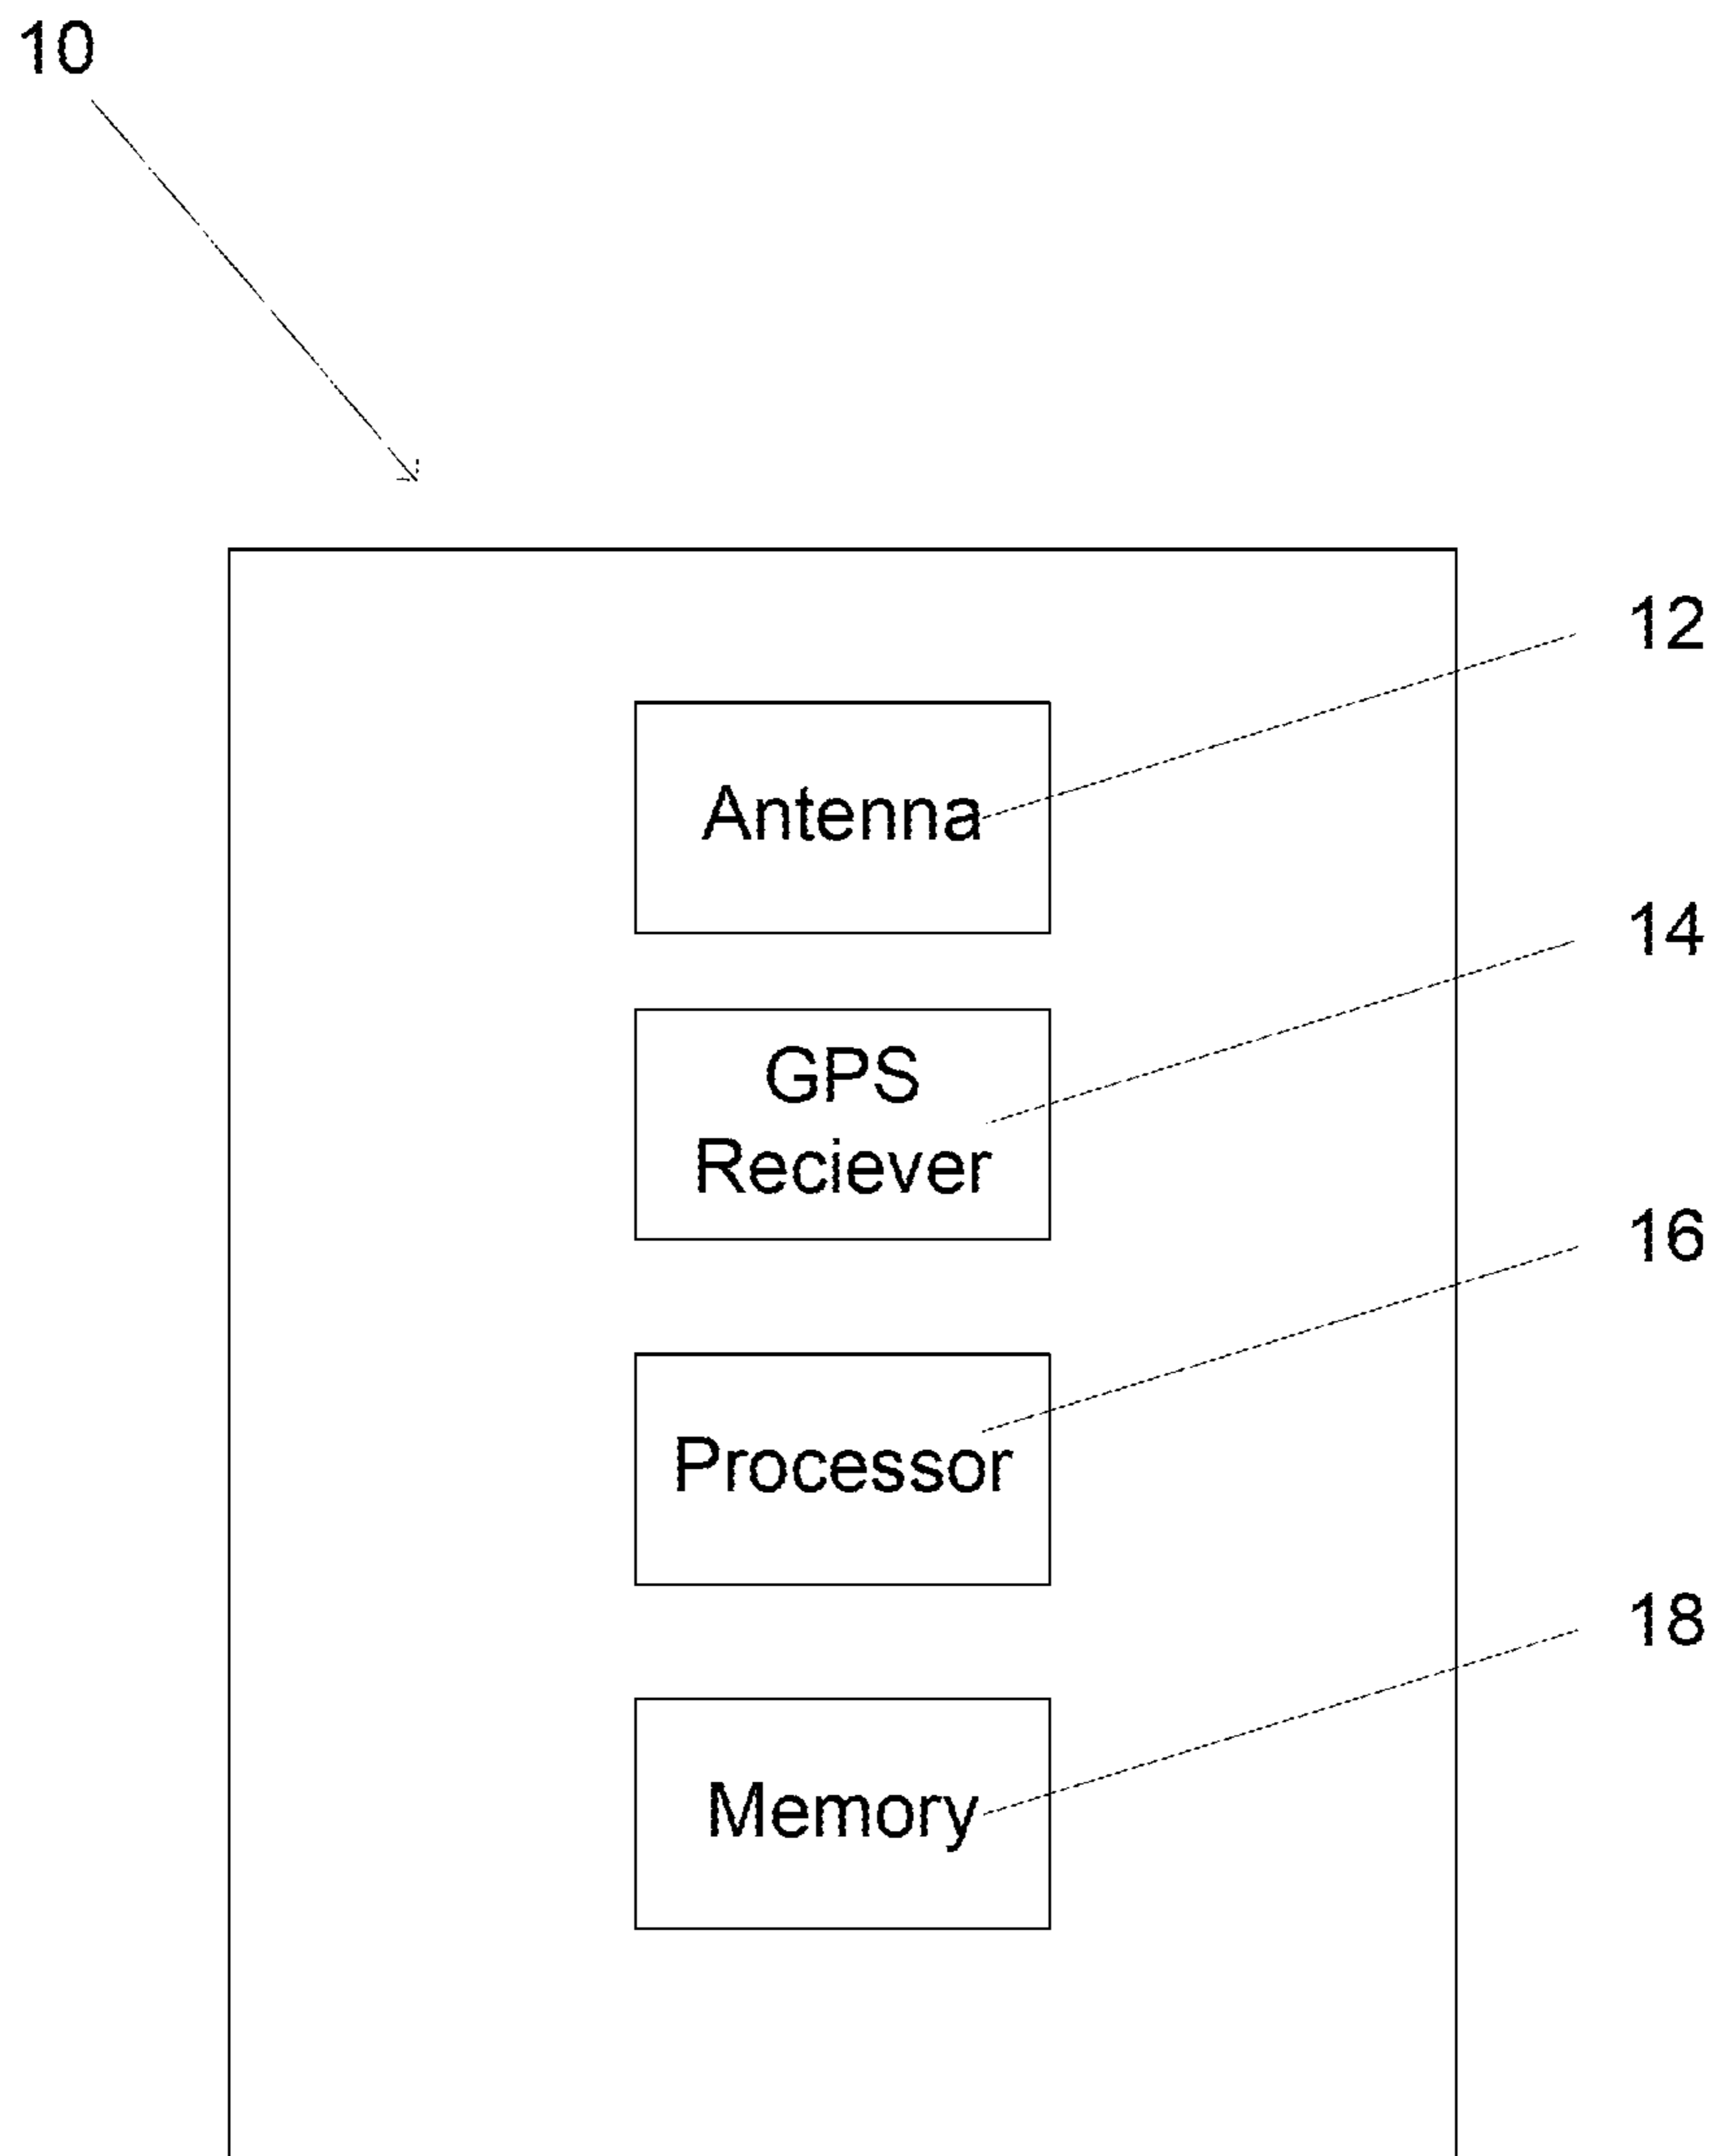 10
12
Antenna
14
GPS
Reciever
16
Processor
18
Memory